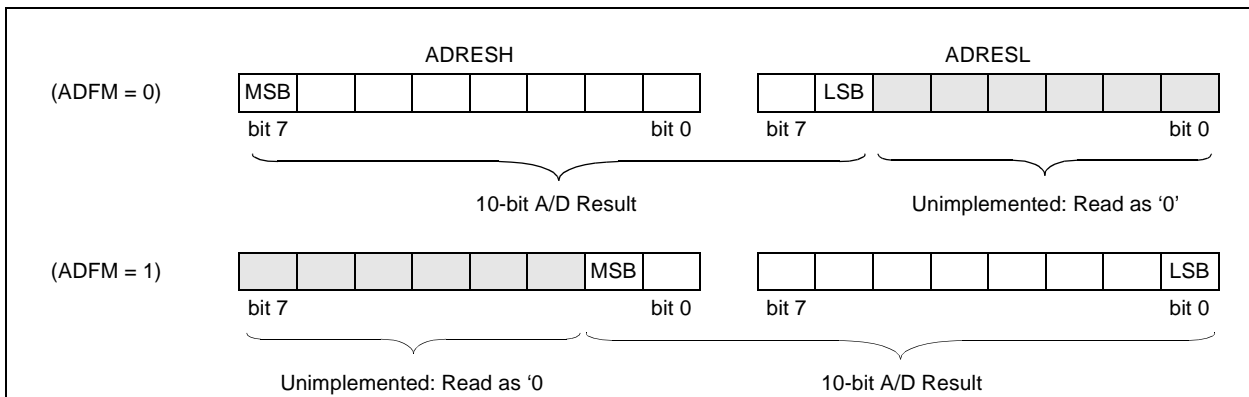 ADRESH ADRESL
(ADFM = 0) MSB LSB
bit 7 bit 0 bit 7 bit 0
10-bit A/D Result Unimplemented: Read as ‘0’
(ADFM = 1) MSB LSB
bit 7 bit 0 bit 7 bit 0
Unimplemented: Read as ‘0 10-bit A/D Result